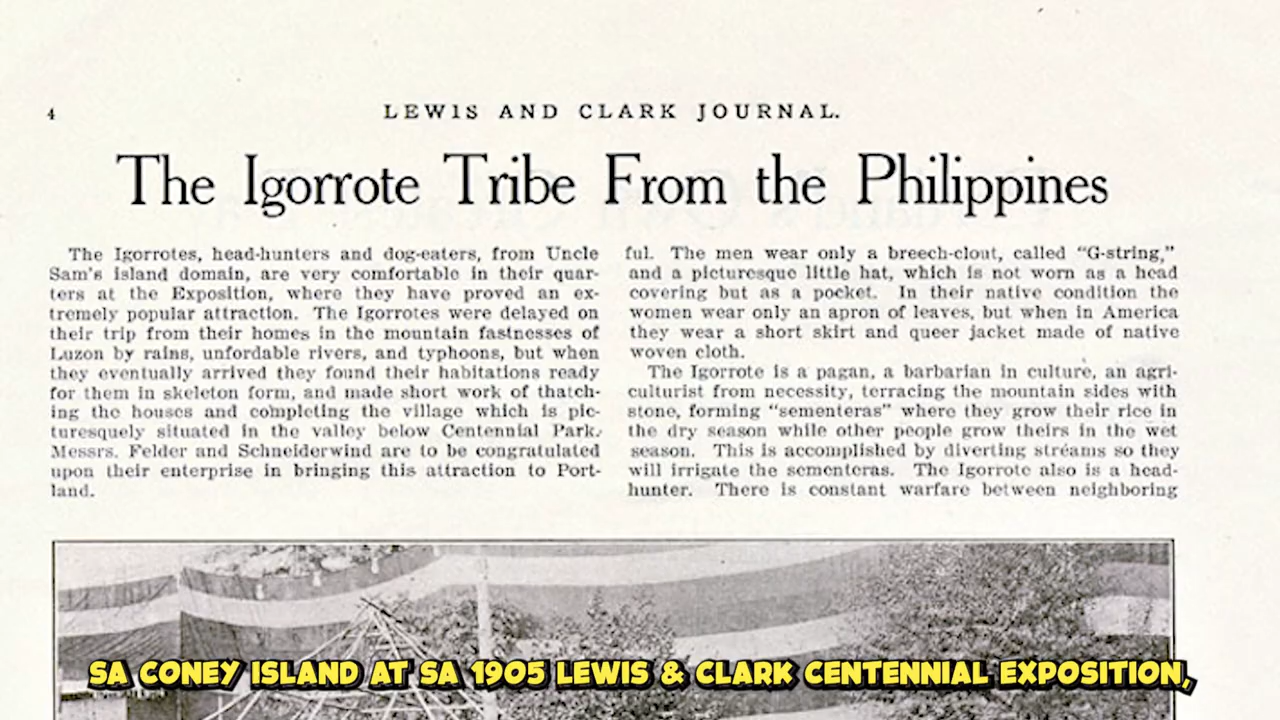 4
LEWIS AND CLARK JOURNAL.
The Igorrote Tribe From the Philippines
The Igorrotes, head-hunters and dog-eaters, from Uncle
Sam's island domain, are very comfortable in their quar-
ters at the Exposition, where they have proved an ex-
tremely popular attraction. The Igorrotes were delayed on
their trip from their homes in the mountain fastnesses of
Luzon by rains, unfordable rivers, and typhoons, but when
they eventually arrived they found their habitations ready
for them in skeleton form, and made short work of thatch-
ing the houses and completing the village which is pic-
turesquely situated in the valley below Centennial Park.
Messrs. Felder and Schneiderwind are to be congratulated
upon their enterprise in bringing this attraction to Port-
land.
ful. The men wear only a breech-clout, called "G-string,"
and a picturesque little hat, which is not worn as a head
covering but as a pocket. In their native condition the
women wear only an apron of leaves, but when in America
they wear a short skirt and queer jacket made of native
woven cloth.
The Igorrote is a pagan, a barbarian in culture, an agri-
culturist from necessity, terracing the mountain sides with
stone, forming "sementeras" where they grow their rice in
the dry season while other people grow theirs in the wet
season. This is accomplished by diverting streams so they
will irrigate the sementeras. The Igorrote also is a head-
hunter. There is constant warfare between neighboring
SA CONEY ISLAND AT SA 1905 LEWIS & CLARK CENTENNIAL EXPOSITION,